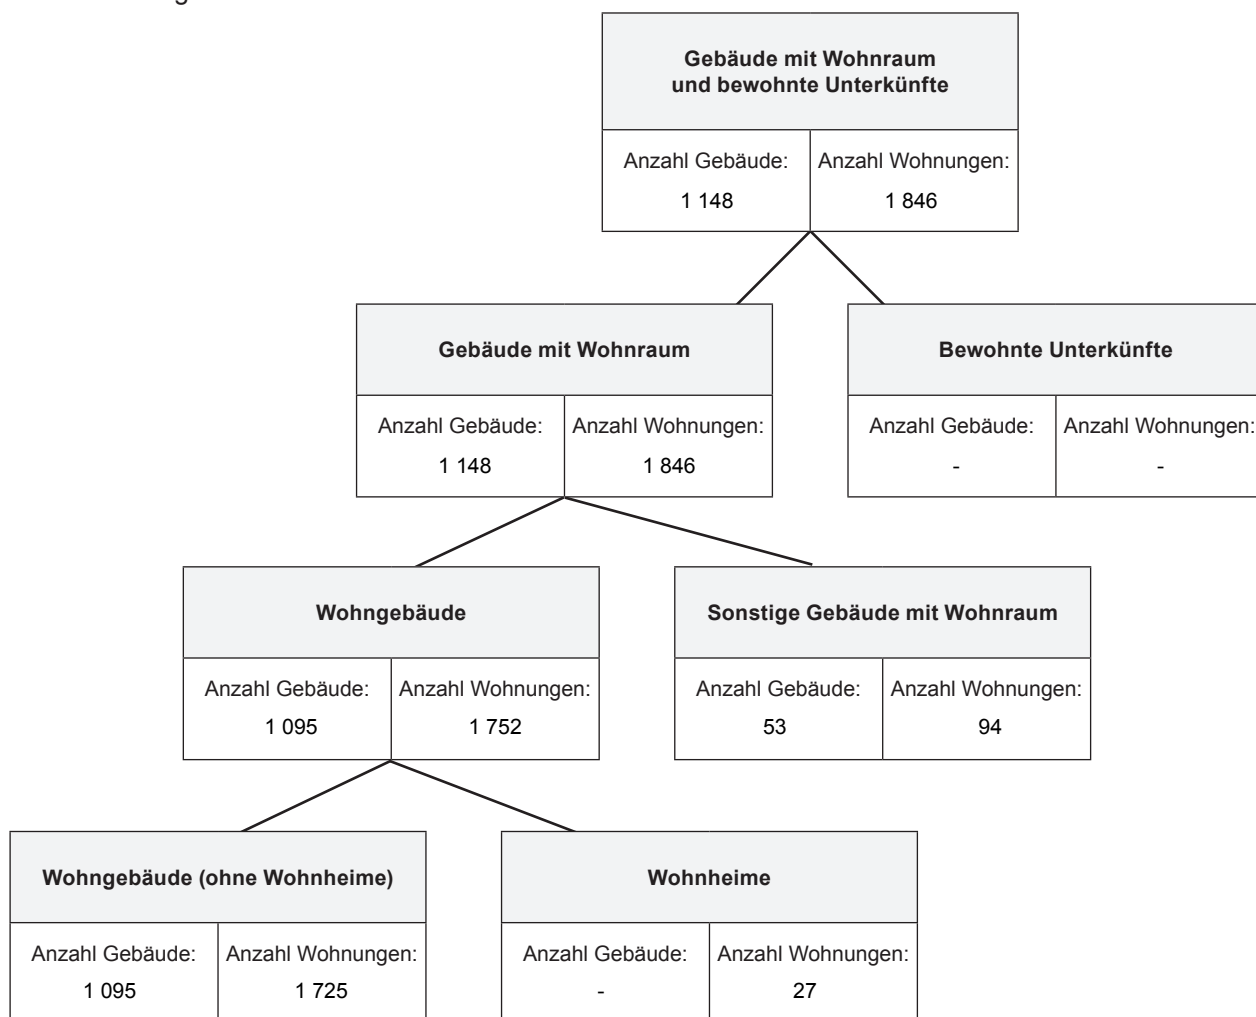 Gebäude mit Wohnraum
und bewohnte Unterkünfte
Anzahl Gebäude: Anzahl Wohnungen:
1 148 1 846
Gebäude mit Wohnraum Bewohnte Unterkünfte
Anzahl Gebäude: Anzahl Wohnungen: Anzahl Gebäude: Anzahl Wohnungen:
1 148 1 846 - -
Wohngebäude Sonstige Gebäude mit Wohnraum
Anzahl Gebäude: Anzahl Wohnungen: Anzahl Gebäude: Anzahl Wohnungen:
1 095 1 752 53 94
Wohngebäude (ohne Wohnheime) Wohnheime
Anzahl Gebäude: Anzahl Wohnungen: Anzahl Gebäude: Anzahl Wohnungen:
1 095 1 725 - 27